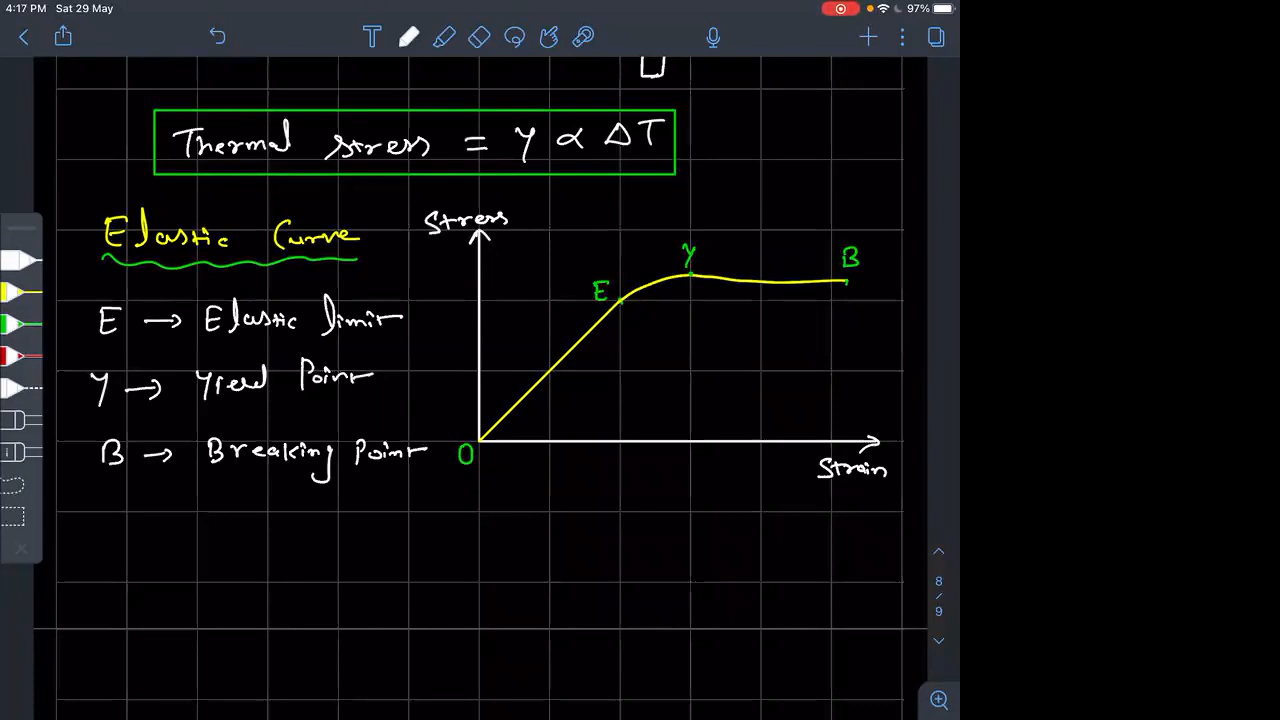 4:17 PM Sat 29 May
97%
T
Thermal stress = Y α ΔT
Elastic Curve
Stress
E
Y
B
E → Elastic limit
Y → Yield Point
B → Breaking Point
O
Strain
8
/
9